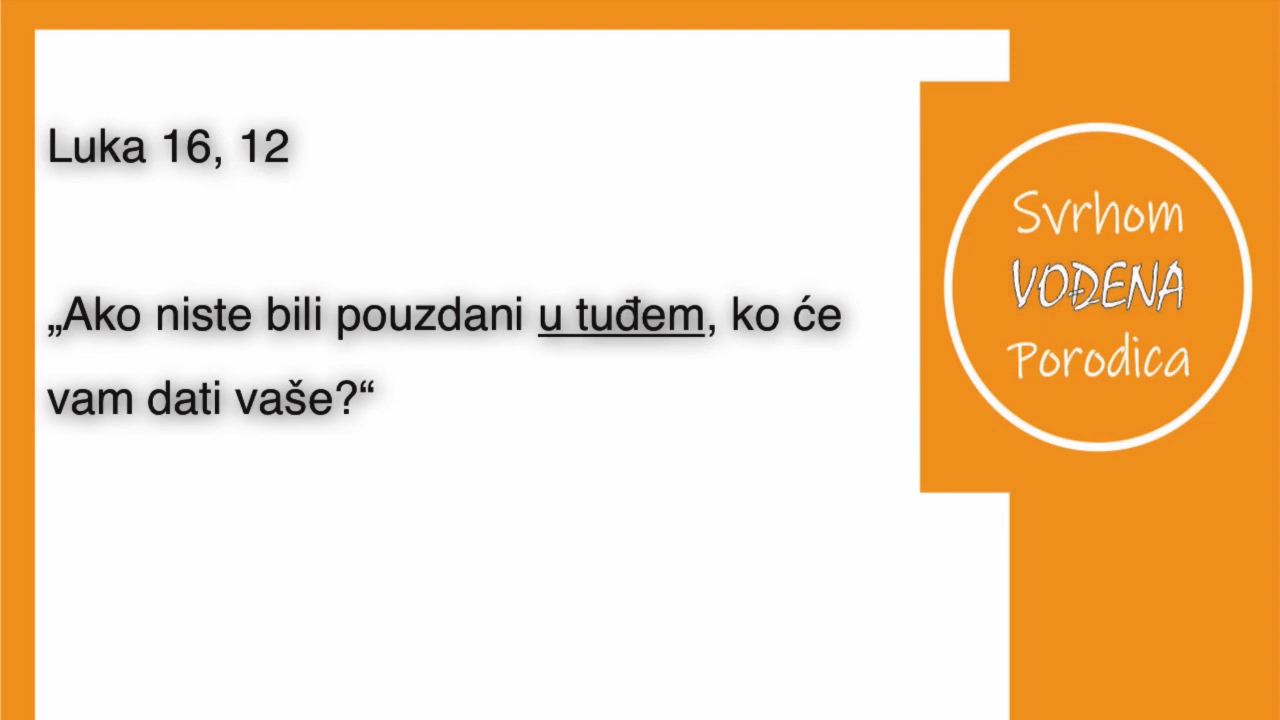 Luka 16, 12
„Ako niste bili pouzdani u tuđem, ko će
vam dati vaše?“
Svrhom
VOĐENA
Porodica